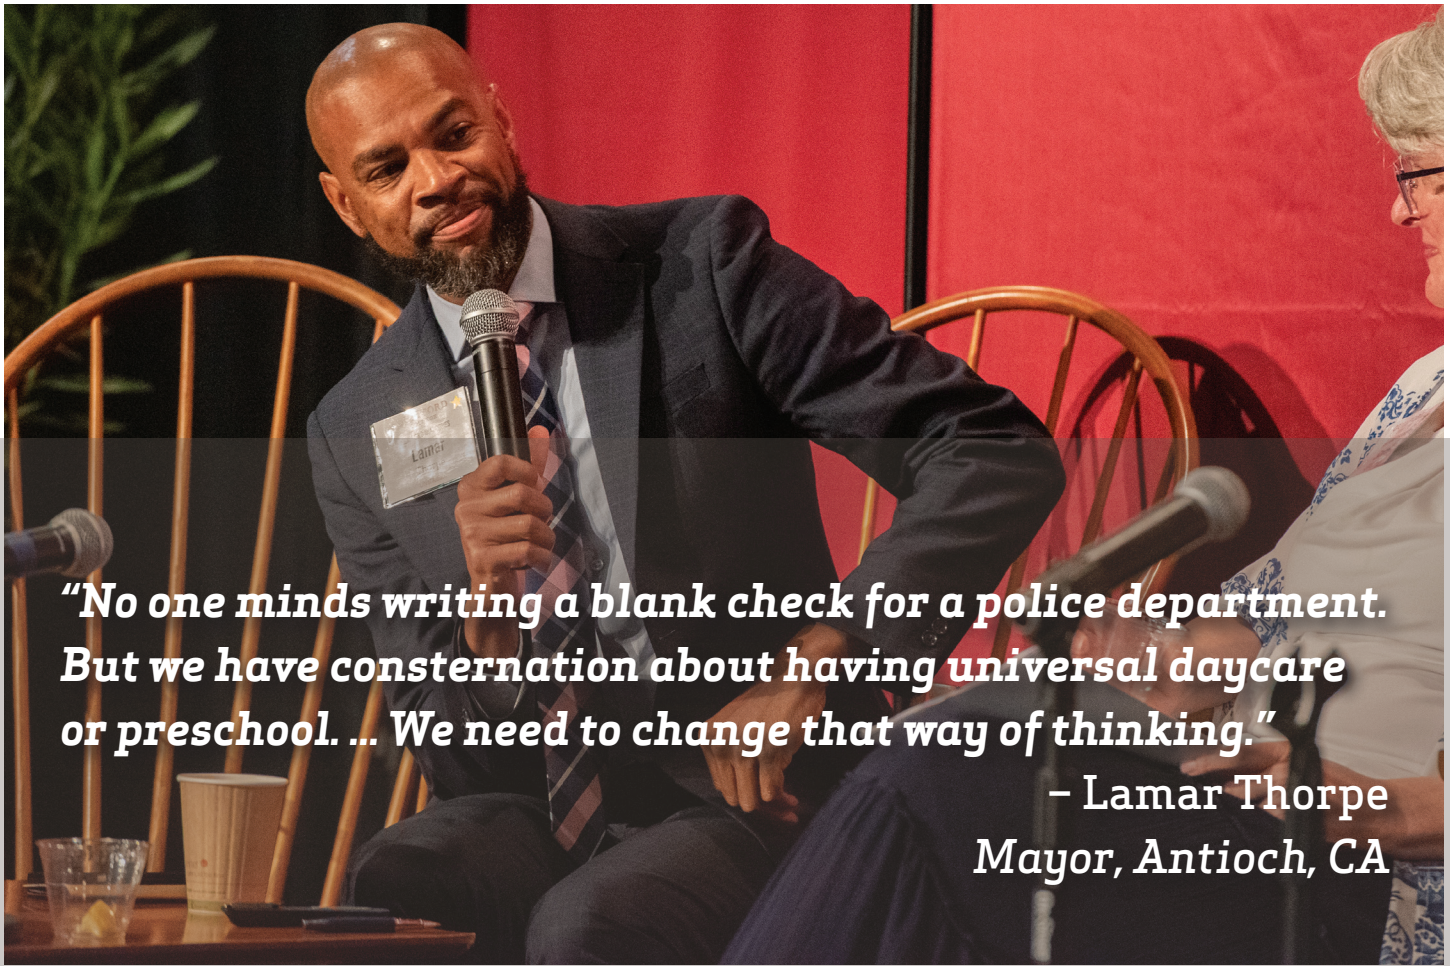 Lamar
“No one minds writing a blank check for a police department.
But we have consternation about having universal daycare
or preschool. ... We need to change that way of thinking.”
– Lamar Thorpe
Mayor, Antioch, CA